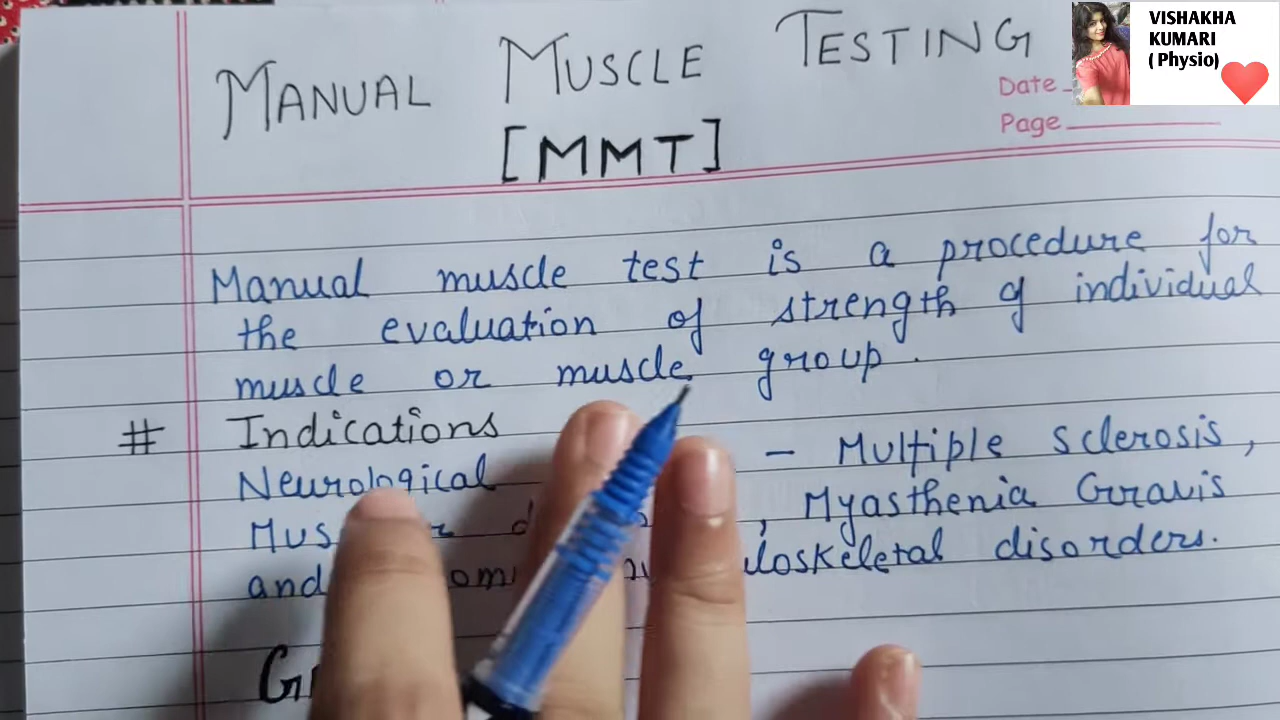 MANUAL MUSCLE TESTING
[MMT]
Date
Page
VISHAKHA
KUMARI
( Physio)
Manual muscle test is a procedure for
the evaluation of strength of individual
muscle or muscle group.
# Indications
Neurological - Multiple Sclerosis,
, Myasthenia Gravis
and disorders.